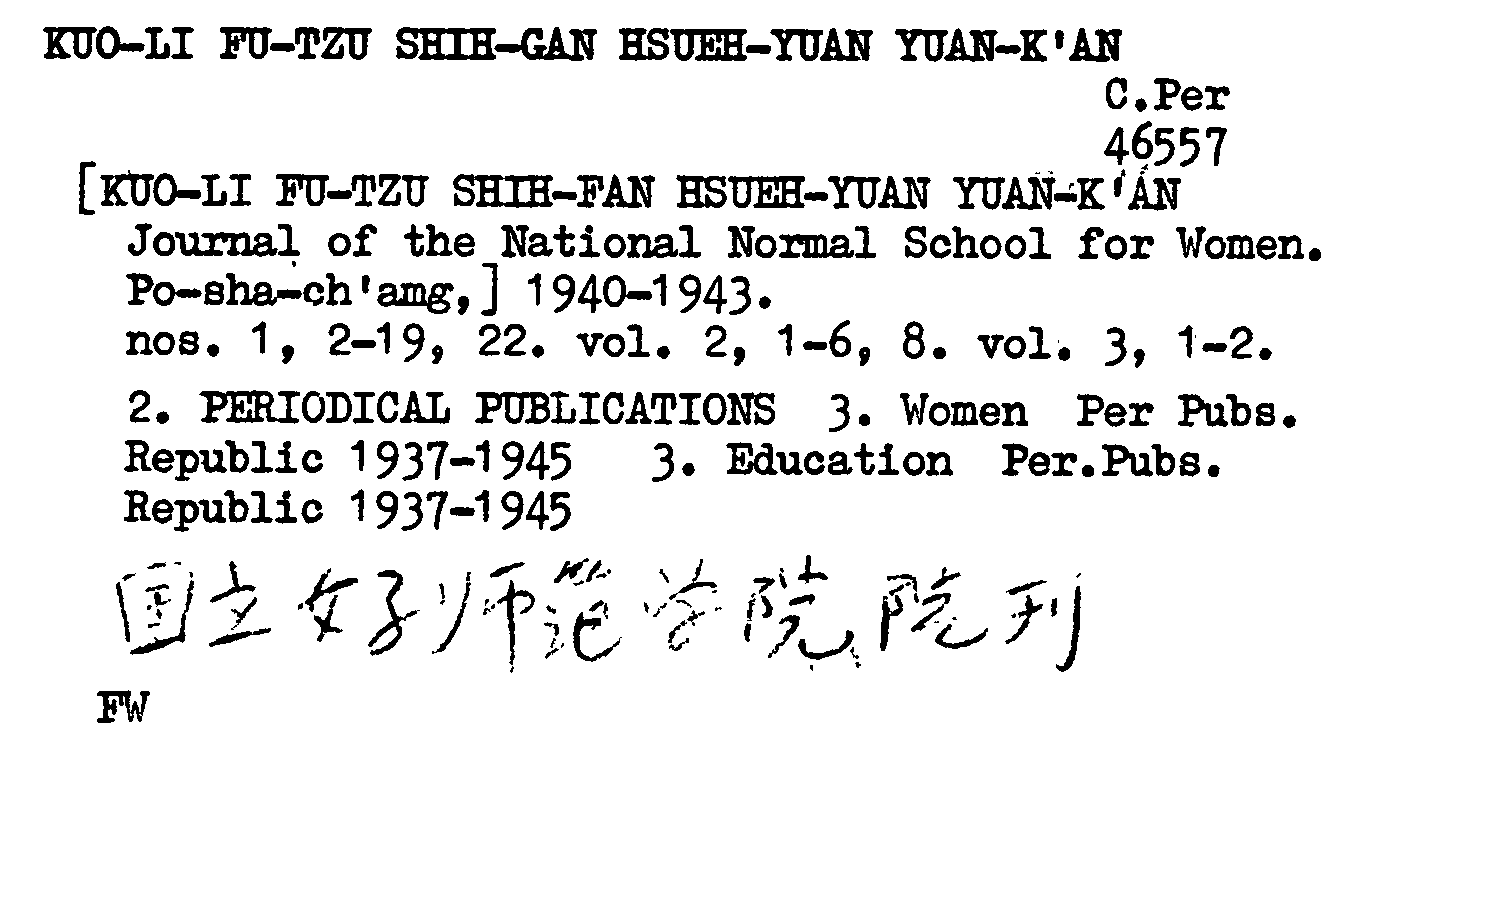 KUO-LI FU-TZU SHIH-GAN HSUEH-YUAN YUAN-K'AN
C.Per
46557
[KUO-LI FU-TZU SHIH-FAN HSUEH-YUAN YUAN-K'AN
Journal of the National Normal School for Women.
Po-sha-ch'amg,] 1940-1943.
nos. 1, 2-19, 22. vol. 2, 1-6, 8. vol. 3, 1-2.
2. PERIODICAL PUBLICATIONS 3. Women Per Pubs.
Republic 1937-1945 3. Education Per.Pubs.
Republic 1937-1945
国立女子师范学院院刊
FW